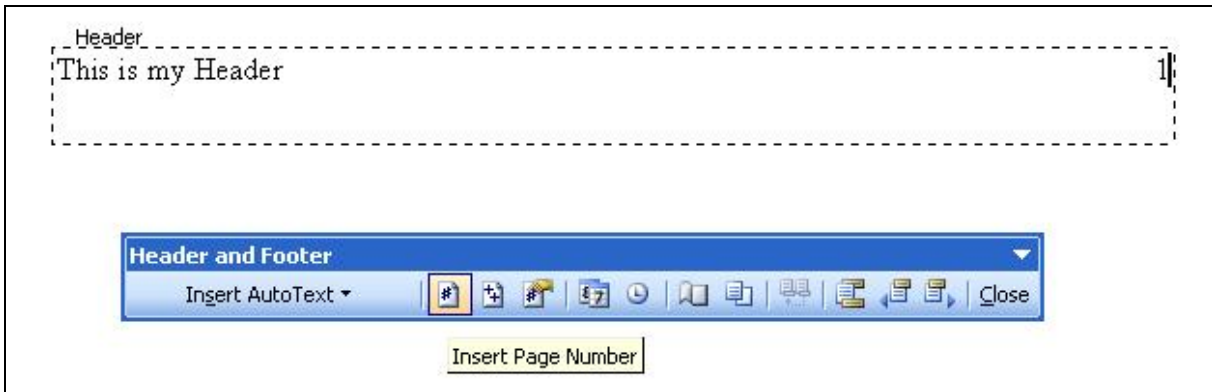 Header
This is my Header 1
Header and Footer
Insert AutoText Close
Insert Page Number